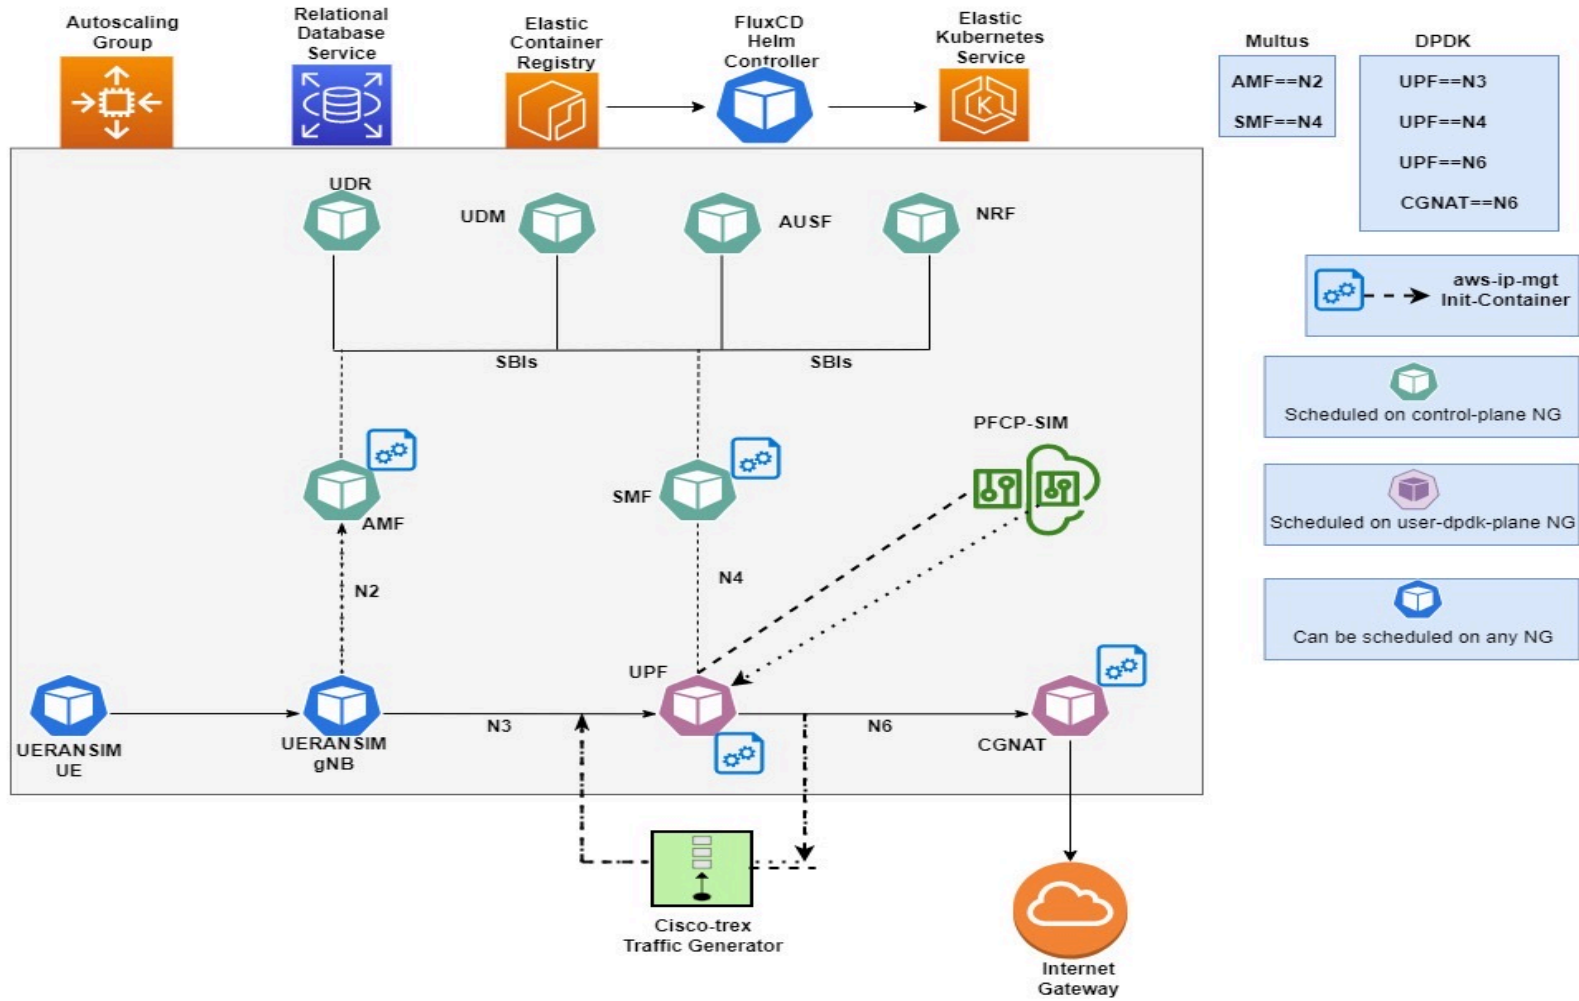 Autoscaling
Group
Relational
Database
Service
Elastic
Container
Registry
FluxCD
Helm
Controller
Elastic
Kubernetes
Service
Multus
AMF==N2
SMF==N4
DPDK
UPF==N3
UPF==N4
UPF==N6
CGNAT==N6
aws-ip-mgt
Init-Container
Scheduled on control-plane NG
Scheduled on user-dpdk-plane NG
Can be scheduled on any NG
UDR
UDM
AUSF
NRF
SBIs
SBIs
AMF
SMF
PFCP-SIM
N2
N4
UERANSIM
UE
UERANSIM
gNB
N3
UPF
N6
CGNAT
Cisco-trex
Traffic Generator
Internet
Gateway
K